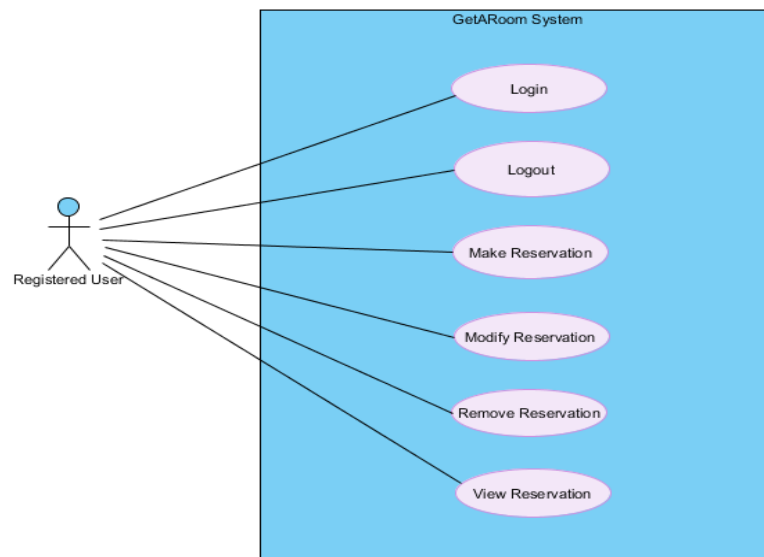 GetARoom System
Login
Logout
Registered User
Make Reservation
Modify Reservation
Remove Reservation
View Reservation